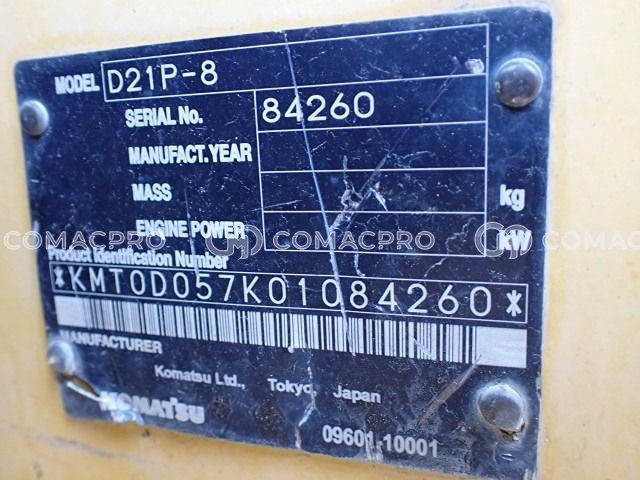 MODEL D21P-8
SERIAL No. 84260
MANUFACT.YEAR
MASS kg
ENGINE POWER kW
COMACPRO COMACPRO
Product Identification Number
*KMT0D057K01084260*
MANUFACTURER
Komatsu Ltd., Tokyo, Japan
KOMATSU
09601-10001